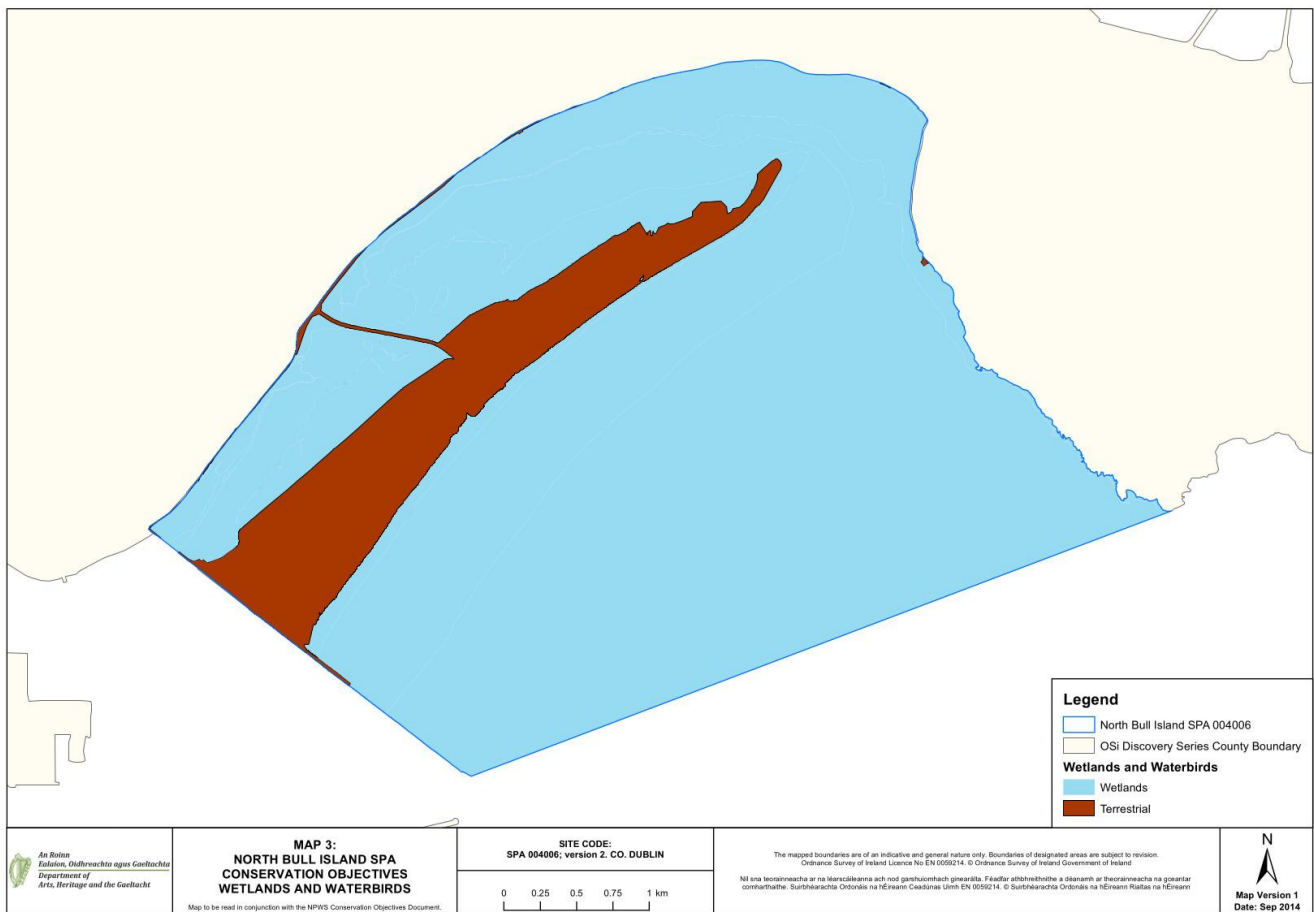 Legend
North Bull Island SPA 004006
OSi Discovery Series County Boundary
Wetlands and Waterbirds
Wetlands
Terrestrial
An Roinn
Ealaíon, Oidhreachta agus Gaeltachta
Department of
Arts, Heritage and the Gaeltacht
MAP 3:
NORTH BULL ISLAND SPA
CONSERVATION OBJECTIVES
WETLANDS AND WATERBIRDS
Map to be read in conjunction with the NPWS Conservation Objectives Document.
SITE CODE:
SPA 004006; version 2. CO. DUBLIN
0 0.25 0.5 0.75 1 km
The mapped boundaries are of an indicative and general nature only. Boundaries of designated areas are subject to revision.
Ordnance Survey of Ireland Licence No EN 0059214. © Ordnance Survey of Ireland Government of Ireland
Níl sna teorainneacha ar na léarscáileanna ach nod garshuíomhach ginearálta. Féadfar athbhreithnithe a déanamh ar theorainneacha na gceantar
comharthaithe. Suirbhéarachta Ordonáis na hÉireann Ceadúnas Uimh EN 0059214. © Suirbhéarachta Ordonáis na hÉireann Rialtas na hÉireann
N
Map Version 1
Date: Sep 2014